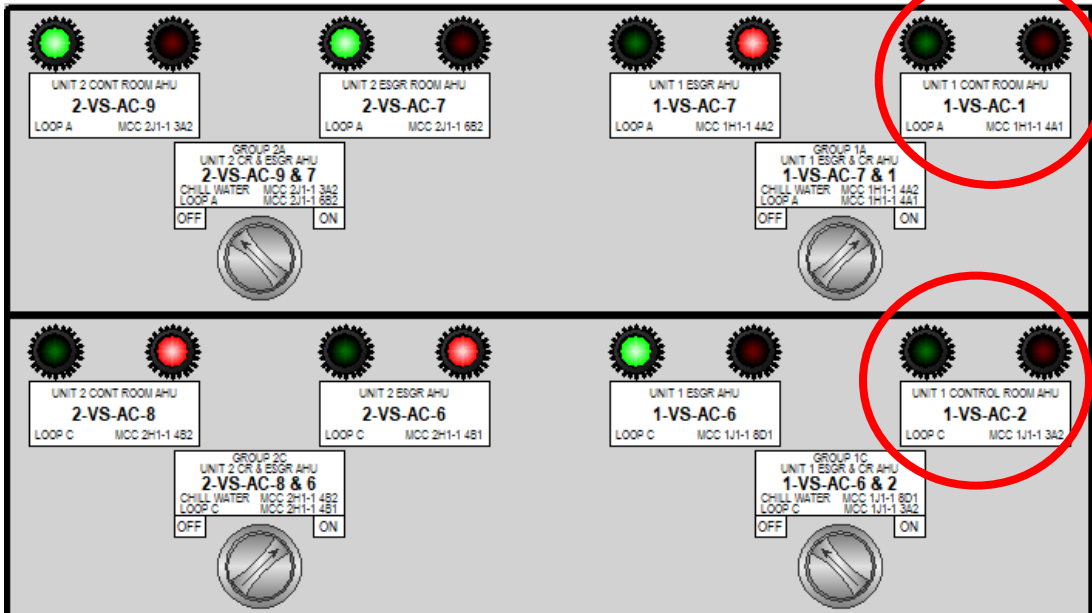 UNIT 2 CONT ROOM AHU
2-VS-AC-9
LOOP A MCC 2J1-1 3A2
UNIT 2 ESGR ROOM AHU
2-VS-AC-7
LOOP A MCC 2J1-1 6B2
UNIT 1 ESGR AHU
1-VS-AC-7
LOOP A MCC 1H1-1 4A2
UNIT 1 CONT ROOM AHU
1-VS-AC-1
LOOP A MCC 1H1-1 4A1
GROUP 2A
UNIT 2 CR & ESGR AHU
2-VS-AC-9 & 7
CHILL WATER MCC 2J1-1 3A2
LOOP A MCC 2J1-1 6B2
OFF ON
GROUP 1A
UNIT 1 ESGR & CR AHU
1-VS-AC-7 & 1
CHILL WATER MCC 1H1-1 4A2
LOOP A MCC 1H1-1 4A1
OFF ON
UNIT 2 CONT ROOM AHU
2-VS-AC-8
LOOP C MCC 2H1-1 4B2
UNIT 2 ESGR AHU
2-VS-AC-6
LOOP C MCC 2H1-1 4B1
UNIT 1 ESGR AHU
1-VS-AC-6
LOOP C MCC 1J1-1 8D1
UNIT 1 CONTROL ROOM AHU
1-VS-AC-2
LOOP C MCC 1J1-1 3A2
GROUP 2C
UNIT 2 CR & ESGR AHU
2-VS-AC-8 & 6
CHILL WATER MCC 2H1-1 4B2
LOOP C MCC 2H1-1 4B1
OFF ON
GROUP 1C
UNIT 1 ESGR & CR AHU
1-VS-AC-6 & 2
CHILL WATER MCC 1J1-1 8D1
LOOP C MCC 1J1-1 3A2
OFF ON